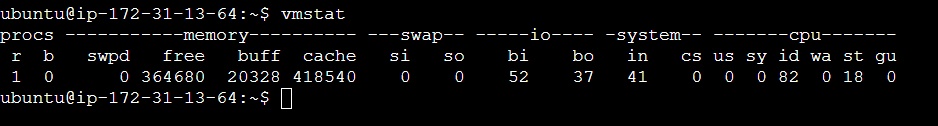 ubuntu@ip-172-31-13-64:~$ vmstat
procs -----------memory---------- ---swap-- -----io---- -system-- -------cpu-------
 r  b   swpd   free   buff  cache   si   so    bi    bo   in   cs us sy id wa st gu
 1  0      0 364680  20328 418540    0    0    52    37   41    0  0  0 82  0 18  0
ubuntu@ip-172-31-13-64:~$